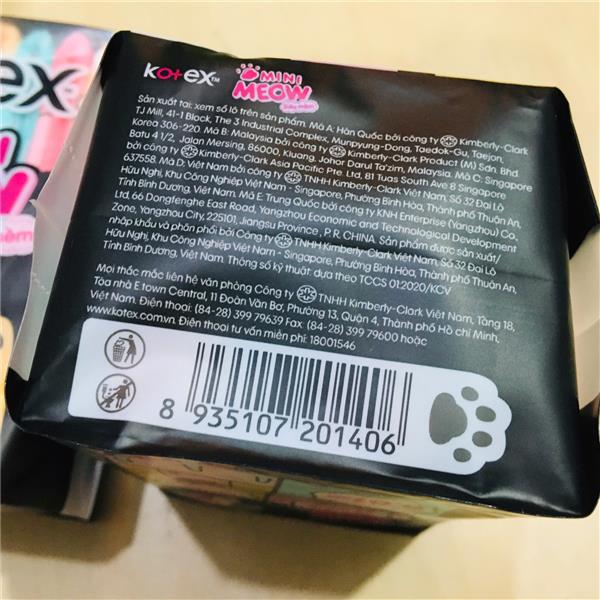 ex
kotex™ MINI MEOW
Siêu mềm
Sản xuất tại: xem số lô trên sản phẩm. Mã A: Hàn Quốc bởi công ty Kimberly-Clark
TJ Mill, 41-1 Block, The 3 Industrial Complex, Munpyung-Dong, Taedok-Gu, Taejon,
Korea 306-220. Mã B: Malaysia bởi công ty Kimberly-Clark Product (M) Sdn. Bhd
Batu 4 1/2, Jalan Mersing, 86000, Kluang, Johor Darul Ta'zim, Malaysia. Mã C: Singapore
bởi công ty Kimberly-Clark Asia Pacific Pte. Ltd, 81 Tuas South Ave 8 Singapore
637558. Mã D: Việt Nam bởi công ty TNHH Kimberly-Clark Việt Nam, Số 32 Đại Lộ
Hữu Nghị, Khu Công Nghiệp Việt Nam - Singapore, Phường Bình Hòa, Thành phố Thuận An,
Tỉnh Bình Dương, Việt Nam. Mã E: Trung Quốc bởi công ty KNH Enterprise (Yangzhou) Co.,
Ltd. 66 Dongfenghe East Road, Yangzhou Economic and Technological Development
Zone, Yangzhou City, 225101, Jiangsu Province, P.R. CHINA. Sản phẩm được sản xuất/
nhập khẩu và phân phối bởi Công ty TNHH Kimberly-Clark Việt Nam, Số 32 Đại Lộ
Hữu Nghị, Khu Công Nghiệp Việt Nam - Singapore, Phường Bình Hòa, Thành phố Thuận An,
Tỉnh Bình Dương, Việt Nam. Thông số kỹ thuật: dựa theo TCCS 01:2020/KCV
Mọi thắc mắc liên hệ văn phòng Công ty TNHH Kimberly-Clark Việt Nam, Tầng 18,
Tòa nhà E.town Central, 11 Đoàn Văn Bơ, Phường 13, Quận 4, Thành phố Hồ Chí Minh,
Việt Nam. Điện thoại: (84-28) 399 79639 Fax: (84-28) 399 79600 hoặc
www.kotex.com.vn. Điện thoại tư vấn miễn phí: 18001546
8 935107 201406